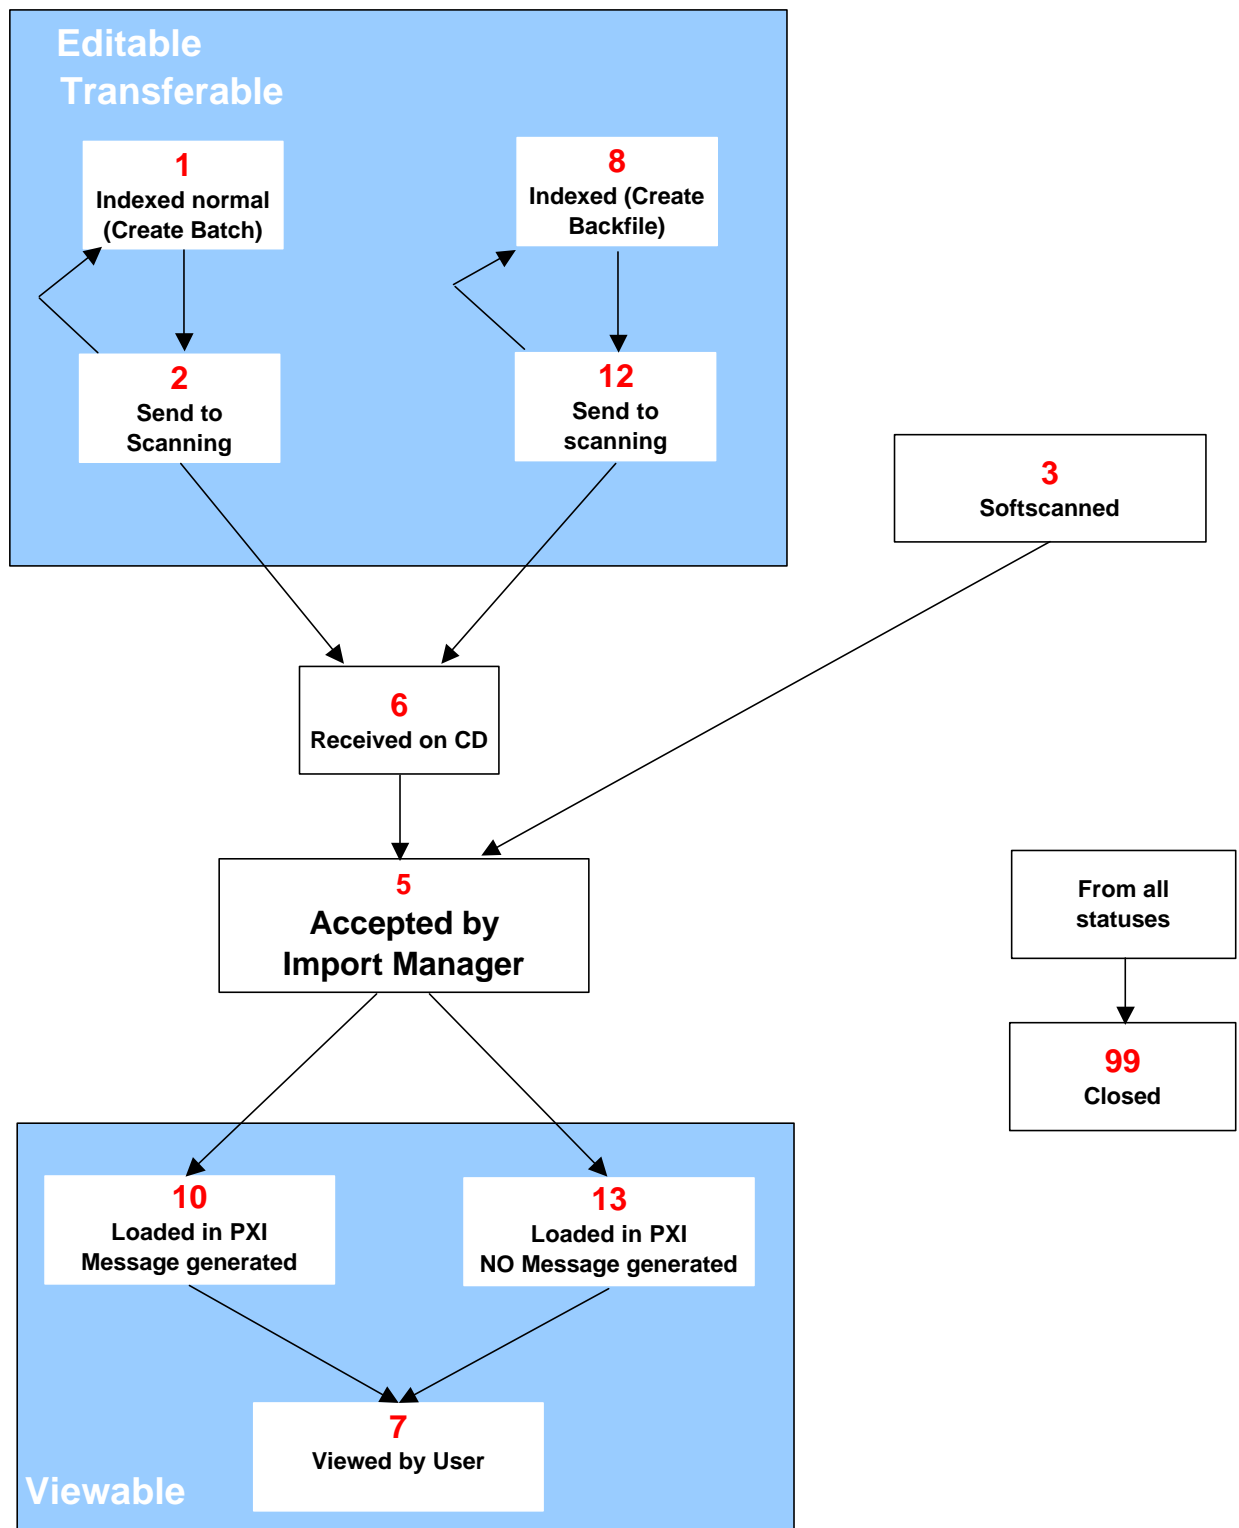 Editable
Transferable
1
Indexed normal
(Create Batch)
8
Indexed (Create
Backfile)
2
Send to
Scanning
12
Send to
scanning
3
Softscanned
6
Received on CD
5
Accepted by
Import Manager
From all
statuses
99
Closed
10
Loaded in PXI
Message generated
13
Loaded in PXI
NO Message generated
7
Viewed by User
Viewable